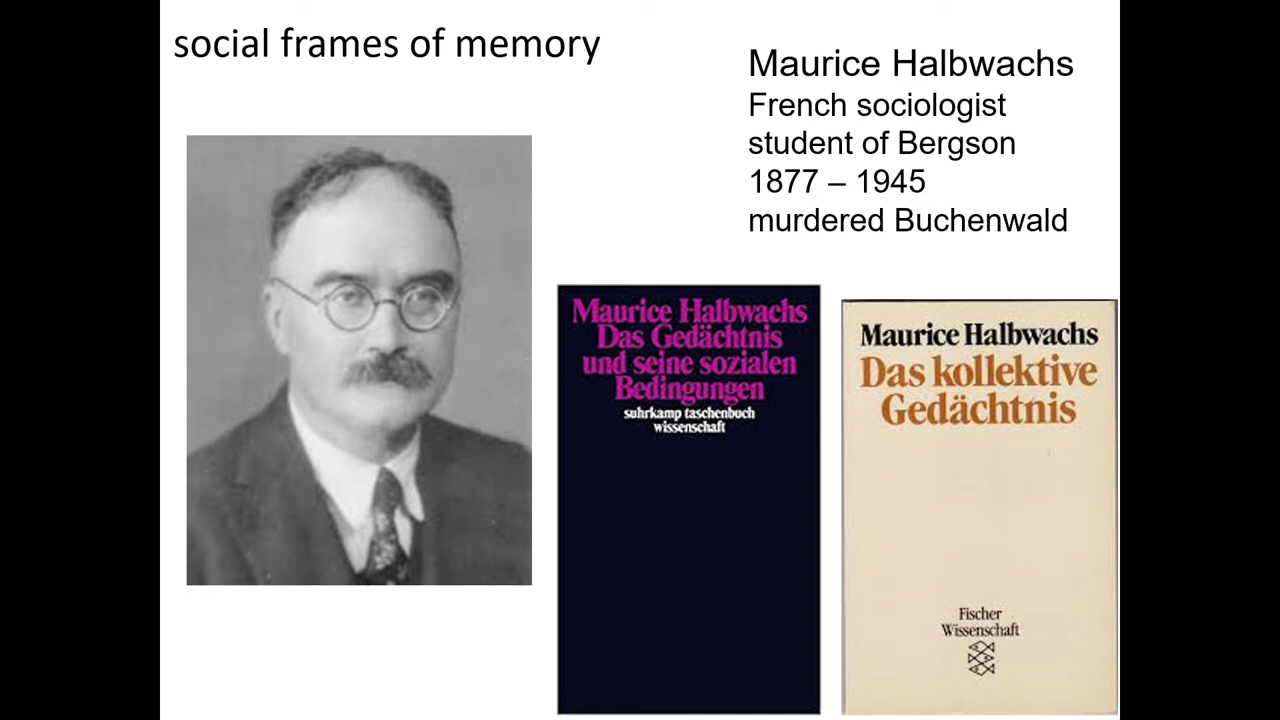 social frames of memory
Maurice Halbwachs
French sociologist
student of Bergson
1877 – 1945
murdered Buchenwald
Maurice Halbwachs
Das Gedächtnis
und seine sozialen
Bedingungen
suhrkamp taschenbuch
wissenschaft
Maurice Halbwachs
Das kollektive
Gedächtnis
Fischer
Wissenschaft